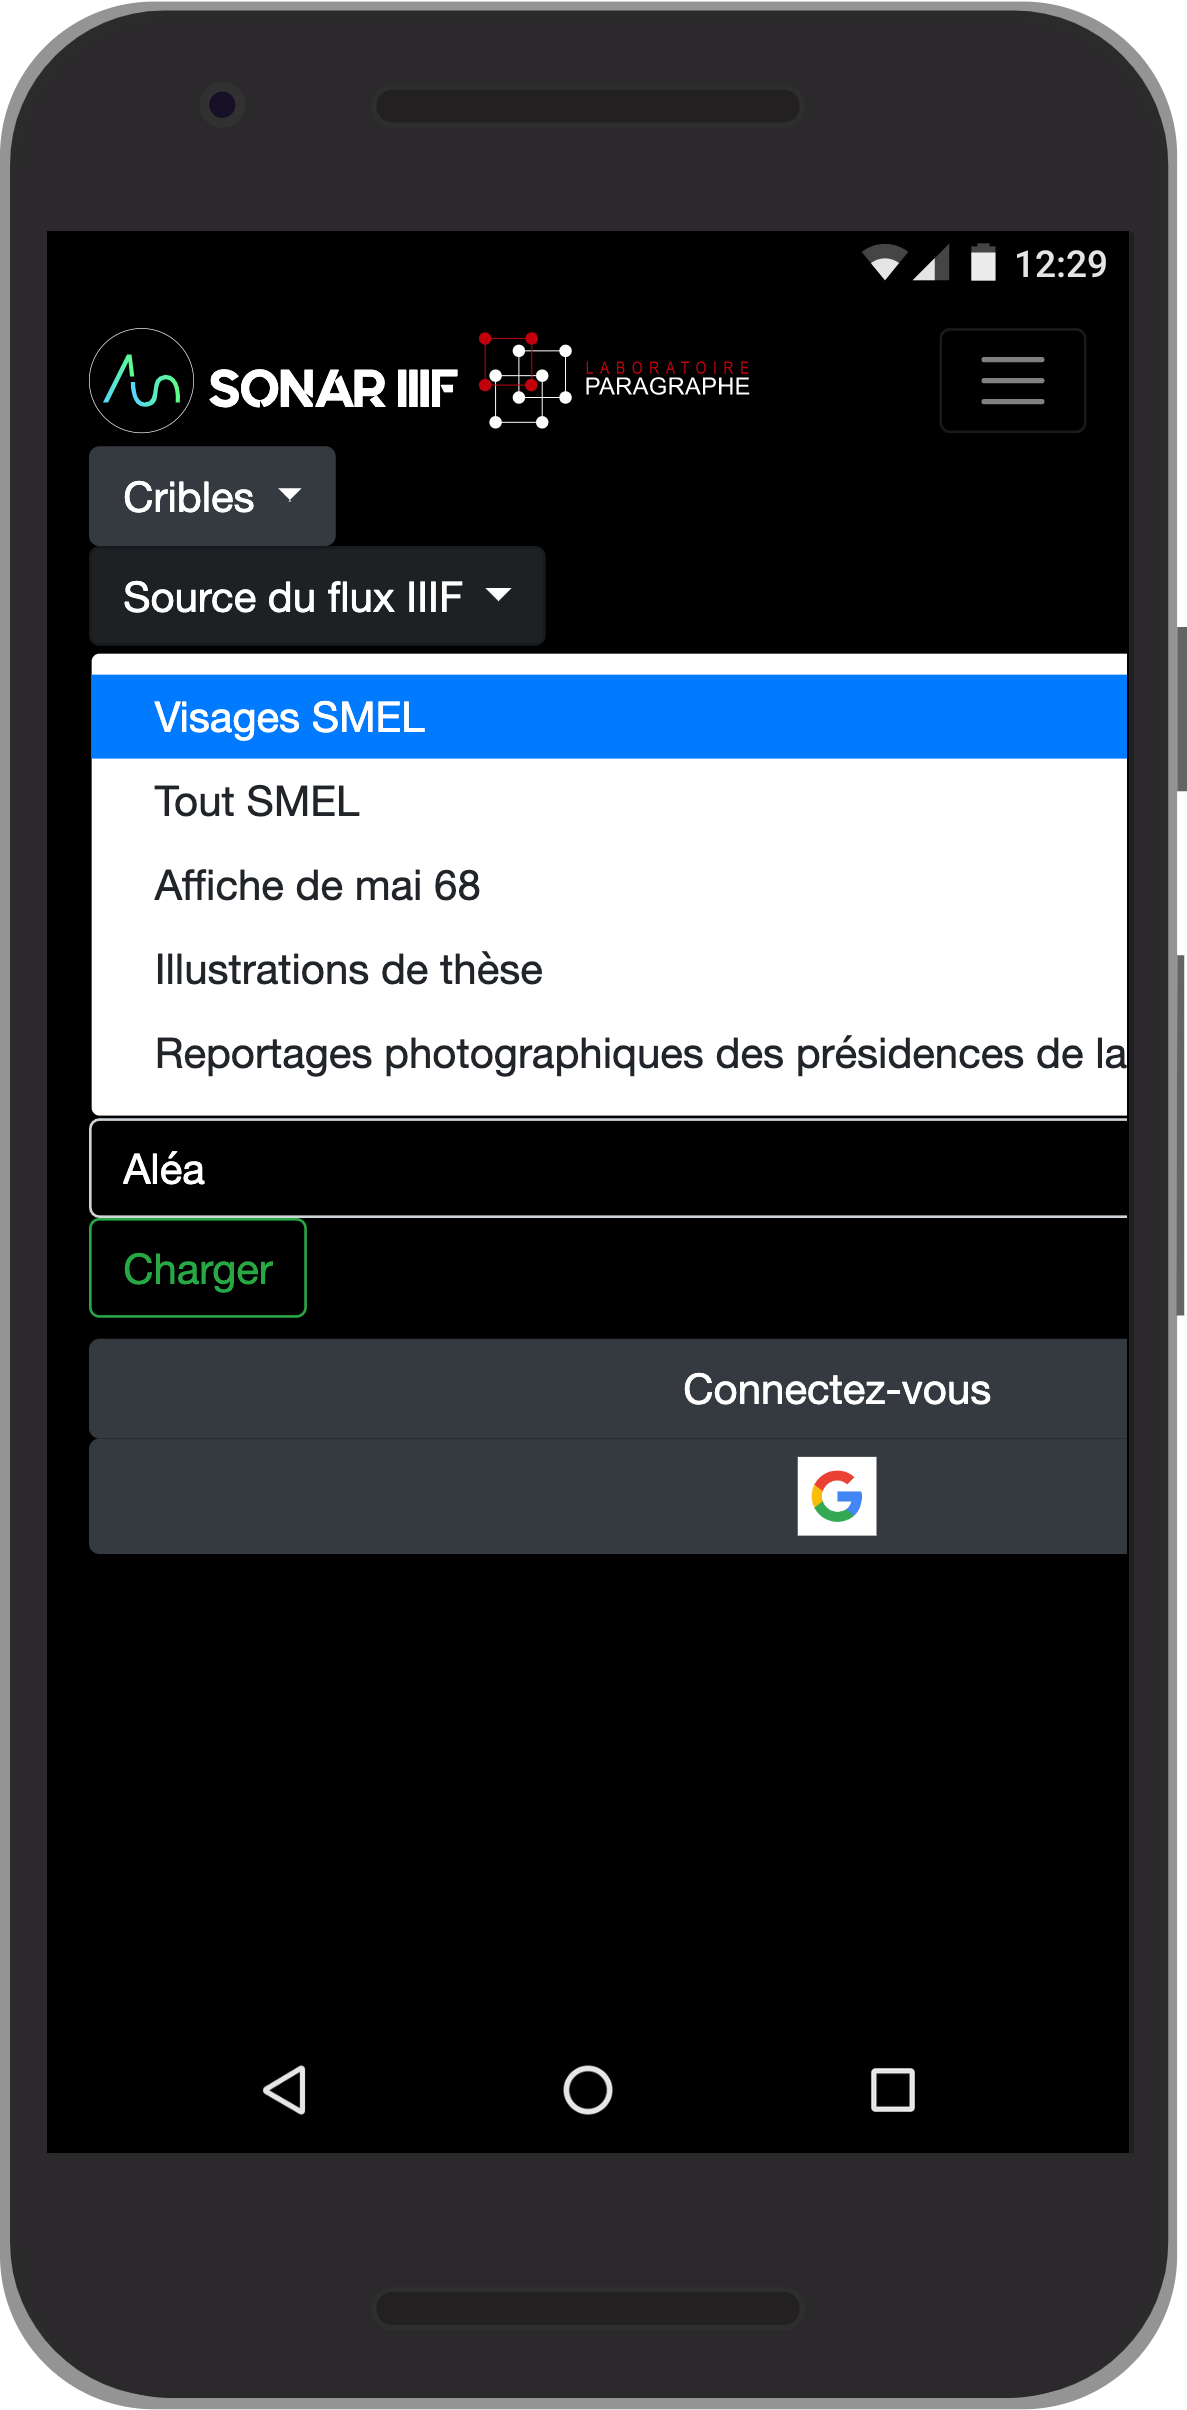 12:29
SONAR IIIF
LABORATOIRE
PARAGRAPHE
Cribles
Source du flux IIIF
Visages SMEL
Tout SMEL
Affiche de mai 68
Illustrations de thèse
Reportages photographiques des présidences de la
Aléa
Charger
Connectez-vous
G